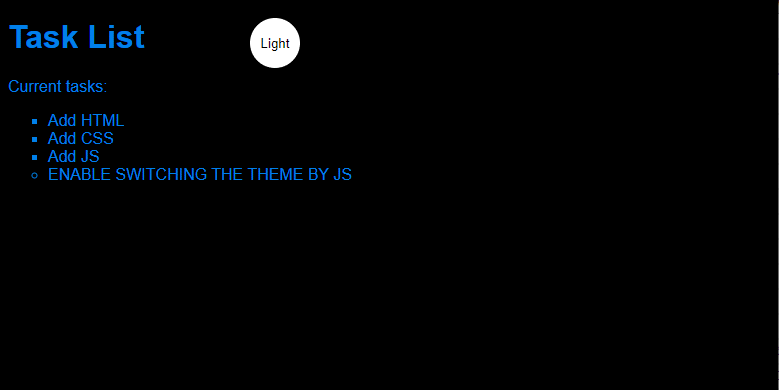 Task List
Light
Current tasks:
Add HTML
Add CSS
Add JS
ENABLE SWITCHING THE THEME BY JS